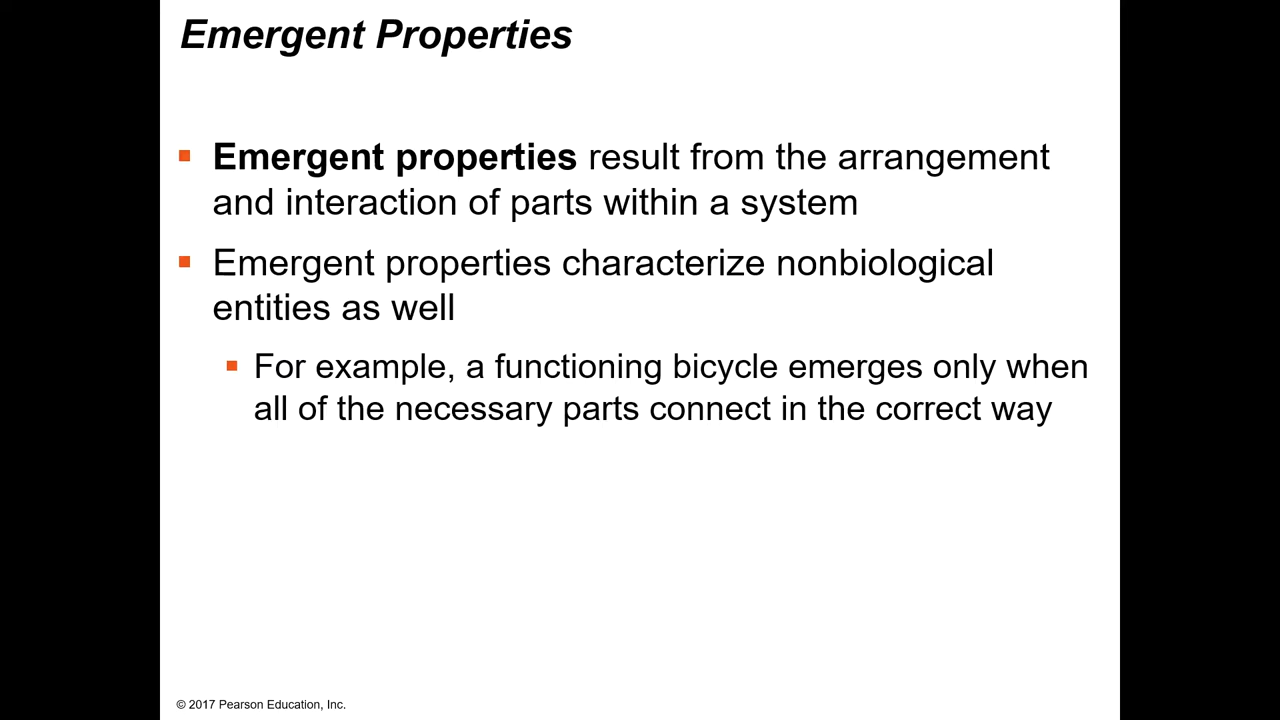 Emergent Properties
▪ Emergent properties result from the arrangement
and interaction of parts within a system
▪ Emergent properties characterize nonbiological
entities as well
▪ For example, a functioning bicycle emerges only when
all of the necessary parts connect in the correct way
© 2017 Pearson Education, Inc.